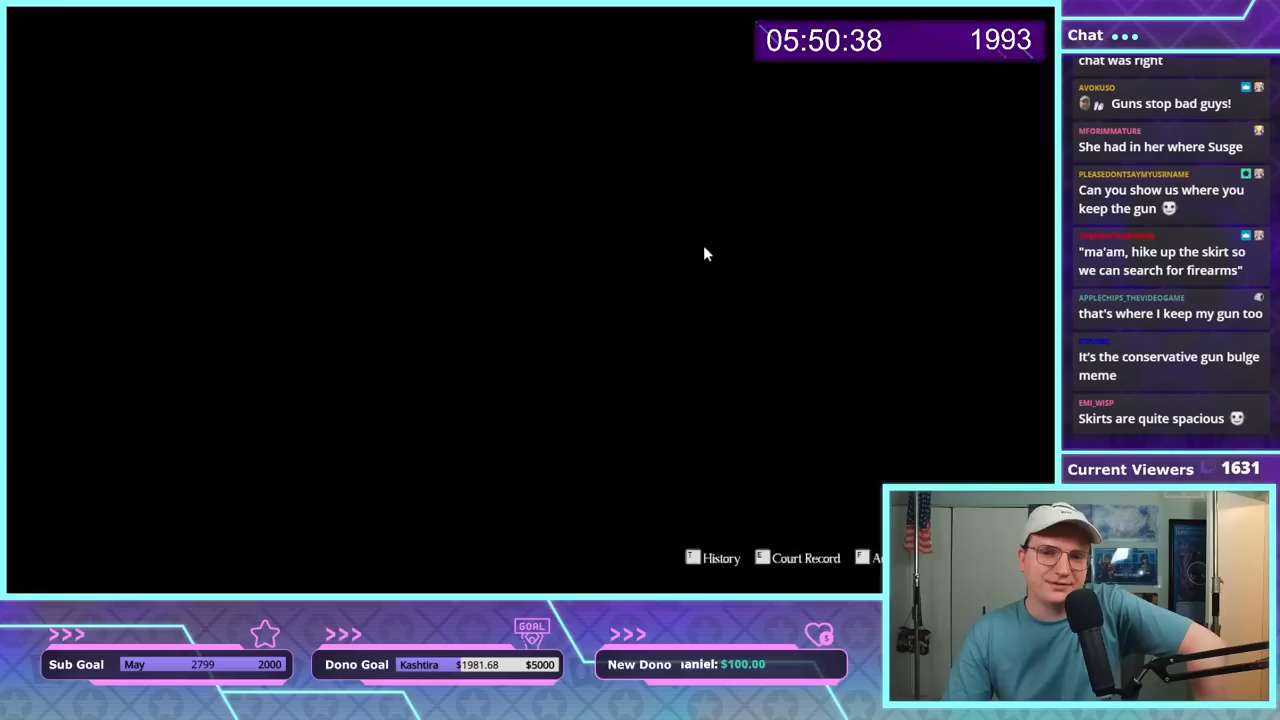 05:50:38 1993
Chat
chat was right
AVOKUSO
Guns stop bad guys!
MFORIMMATURE
She had in her where Susge
PLEASEDONTSAYMYUSRNAME
Can you show us where you
keep the gun
"ma'am, hike up the skirt so
we can search for firearms"
APPLECHIPS_THEVIDEOGAME
that's where I keep my gun too
It's the conservative gun bulge
meme
EMI_WISP
Skirts are quite spacious
Current Viewers 1631
T History E Court Record F
GOAL
Sub Goal May 2799 2000
Dono Goal Kashtira $1981.68 $5000
New Dono aniel: $100.00